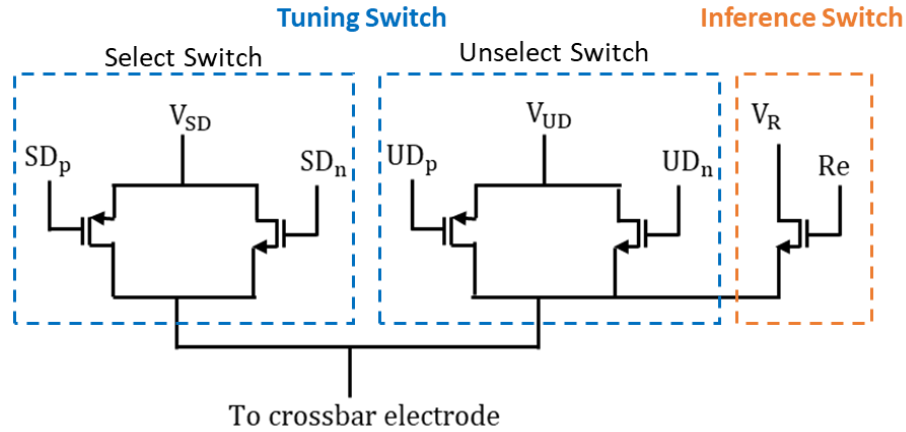 Tuning Switch
Inference Switch
Select Switch
Unselect Switch
V_SD
V_UD
V_R
SD_p
SD_n
UD_p
UD_n
Re
To crossbar electrode